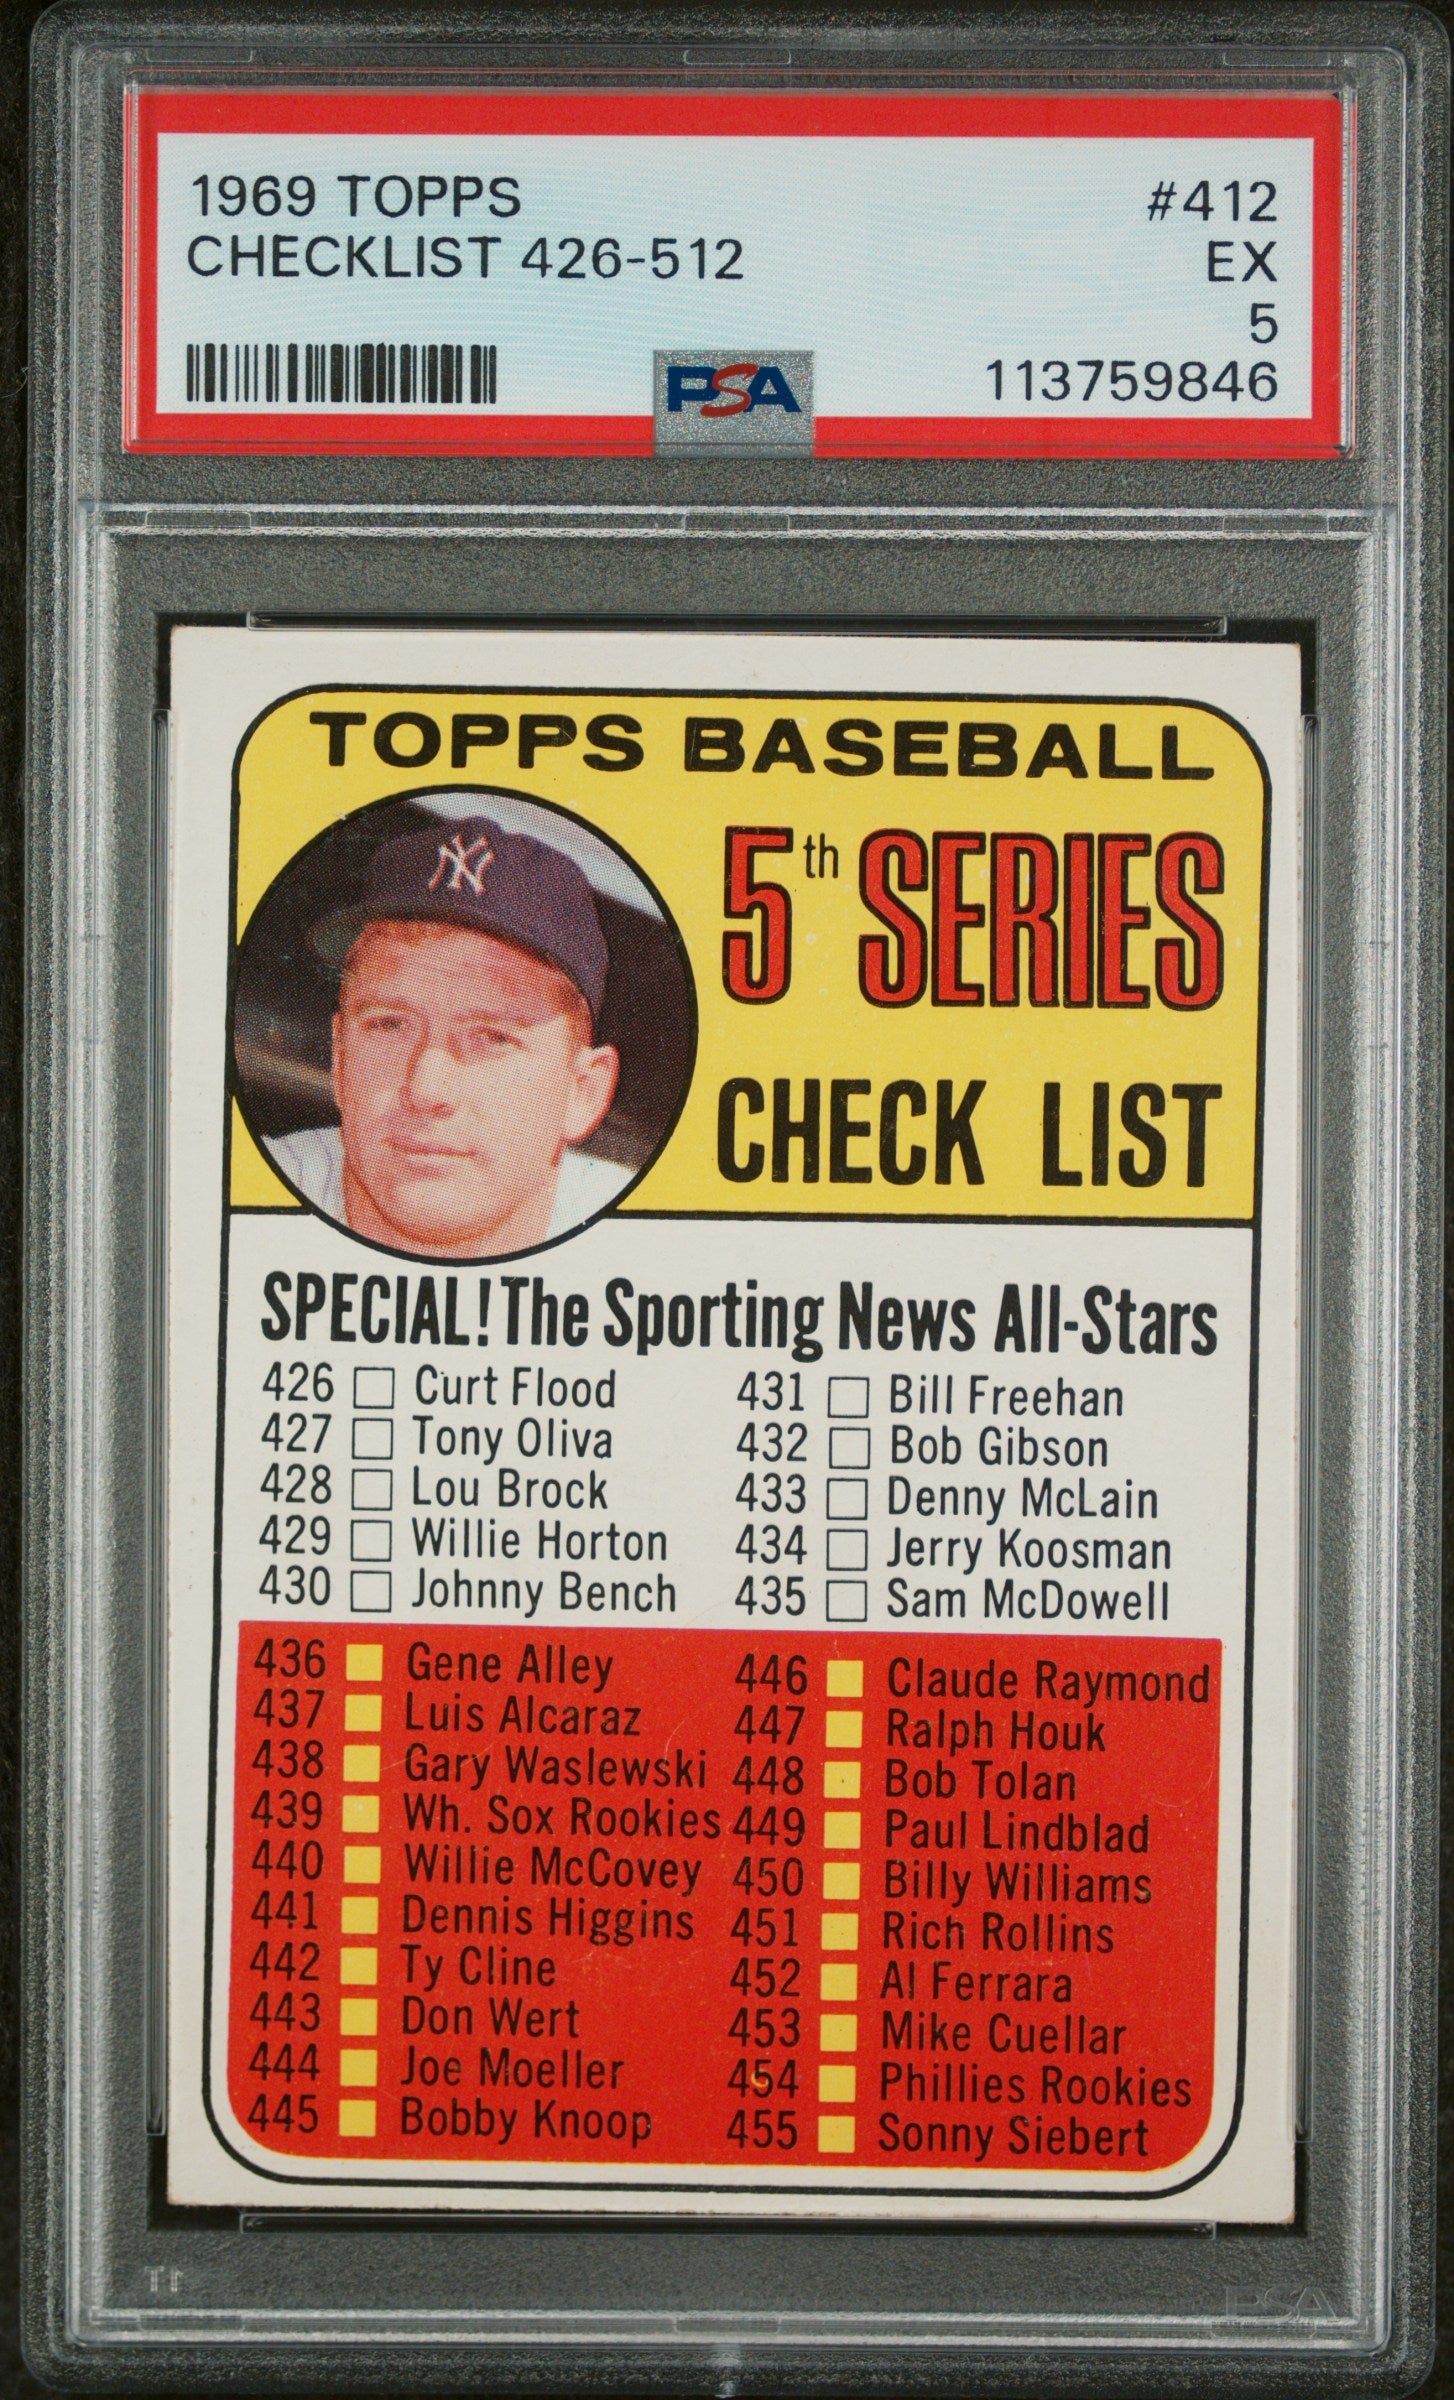 1969 TOPPS #412
CHECKLIST 426-512 EX
5
PSA 113759846
TOPPS BASEBALL
NY
5th SERIES
CHECK LIST
SPECIAL! The Sporting News All-Stars
426 Curt Flood 431 Bill Freehan
427 Tony Oliva 432 Bob Gibson
428 Lou Brock 433 Denny McLain
429 Willie Horton 434 Jerry Koosman
430 Johnny Bench 435 Sam McDowell
436 Gene Alley 446 Claude Raymond
437 Luis Alcaraz 447 Ralph Houk
438 Gary Waslewski 448 Bob Tolan
439 Wh. Sox Rookies 449 Paul Lindblad
440 Willie McCovey 450 Billy Williams
441 Dennis Higgins 451 Rich Rollins
442 Ty Cline 452 Al Ferrara
443 Don Wert 453 Mike Cuellar
444 Joe Moeller 454 Phillies Rookies
445 Bobby Knoop 455 Sonny Siebert
PSA